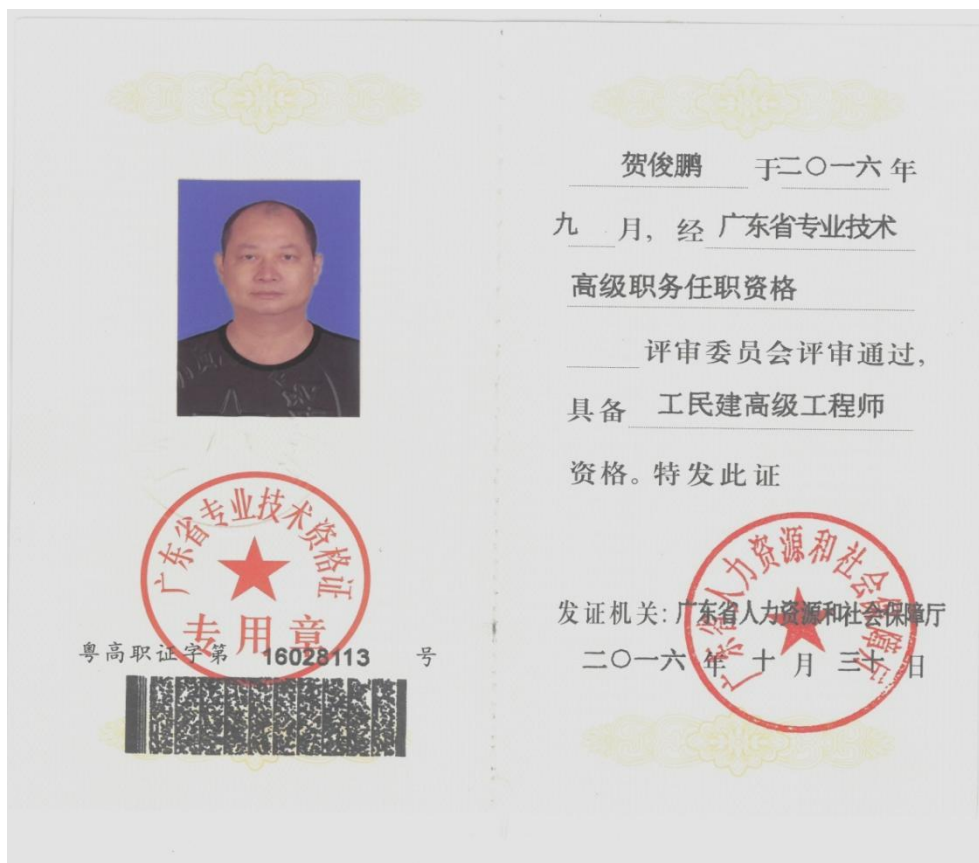 广东省专业技术资格证
专用章
粤高职证字第 16028113 号
贺俊鹏 于二〇一六年
九 月，经 广东省专业技术
高级职务任职资格
评审委员会评审通过，
具备 工民建高级工程师
资格。特发此证
广东省人力资源和社会保障厅
发证机关：广东省人力资源和社会保障厅
二〇一六 年 十 月 三十 日